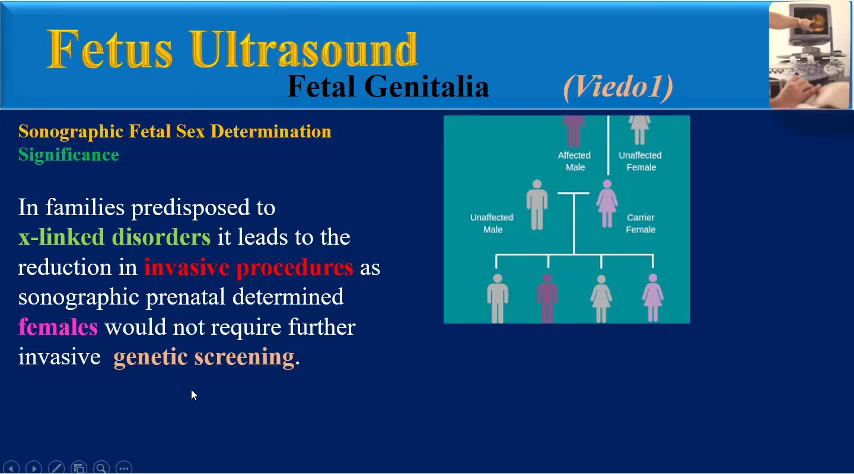 Fetus Ultrasound
Fetal Genitalia (Viedo1)
Sonographic Fetal Sex Determination
Significance
In families predisposed to
x-linked disorders it leads to the
reduction in invasive procedures as
sonographic prenatal determined
females would not require further
invasive genetic screening.
Affected
Male
Unaffected
Female
Unaffected
Male
Carrier
Female